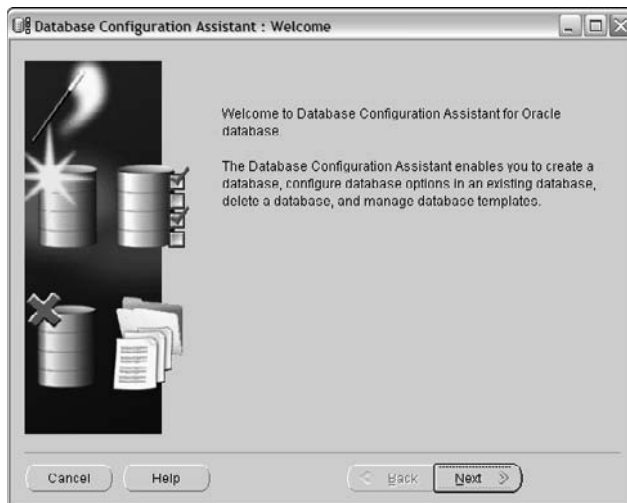 Database Configuration Assistant : Welcome
Welcome to Database Configuration Assistant for Oracle
database.
The Database Configuration Assistant enables you to create a
database, configure database options in an existing database,
delete a database, and manage database templates.
Cancel
Help
Back
Next